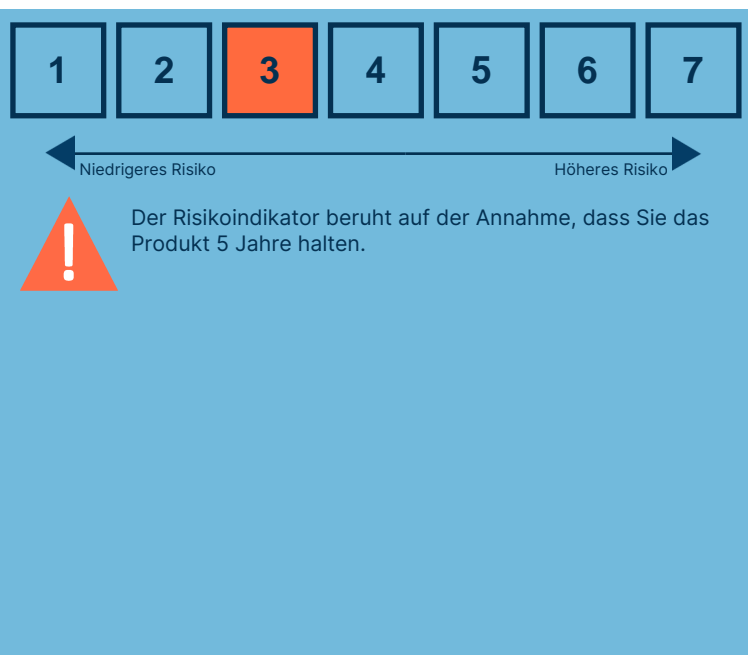 1 2 3 4 5 6 7
Niedrigeres Risiko Höheres Risiko
Der Risikoindikator beruht auf der Annahme, dass Sie das
Produkt 5 Jahre halten.